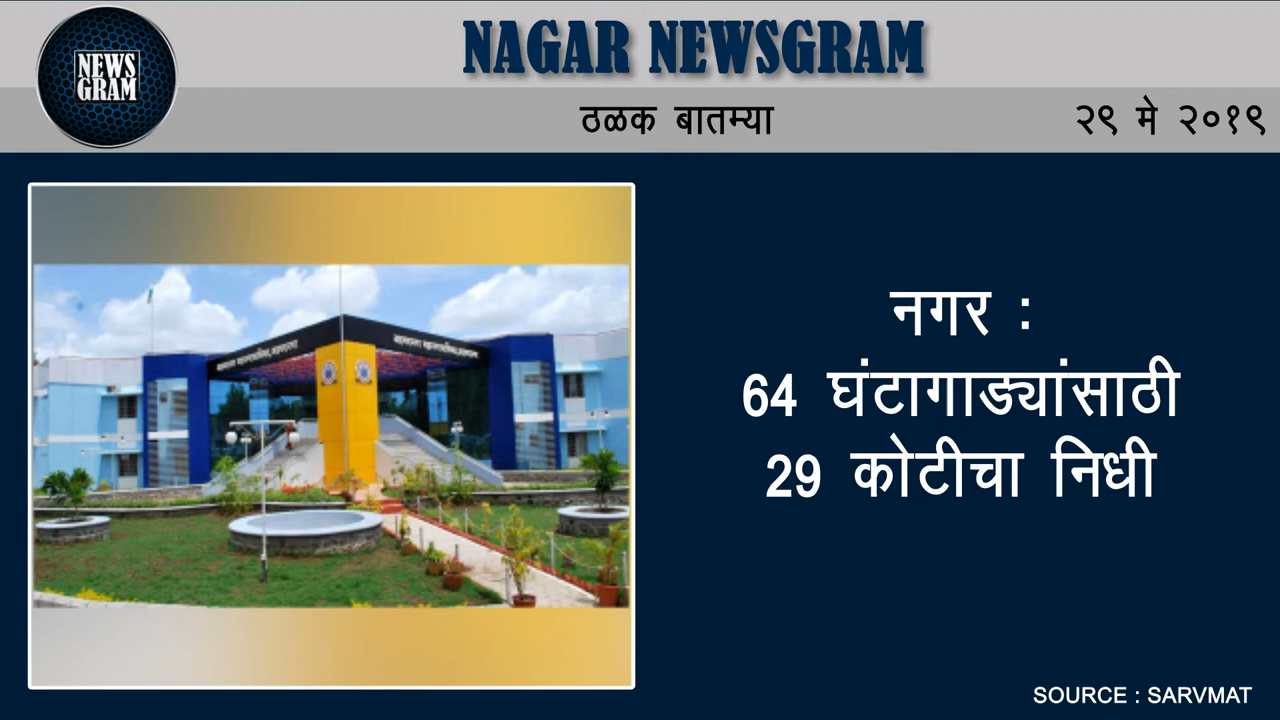 NEWS
GRAM
NAGAR NEWSGRAM
ठळक बातम्या
२९ मे २०१९
नगर :
64 घंटागाड्यांसाठी
29 कोटीचा निधी
SOURCE : SARVMAT